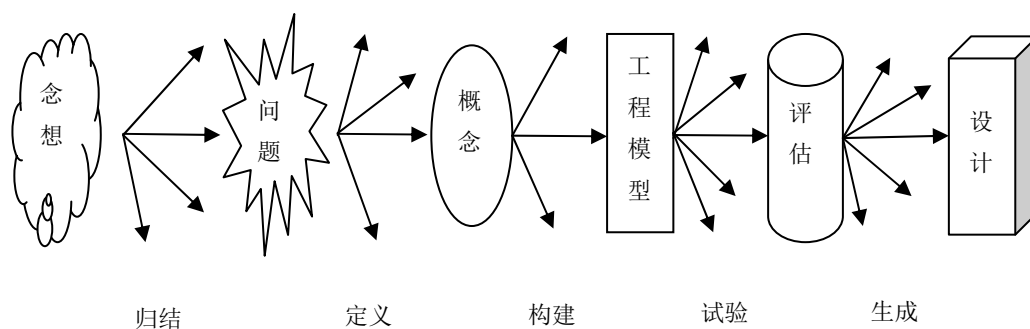 念想
问题
概念
工程模型
评估
设计
归结
定义
构建
试验
生成